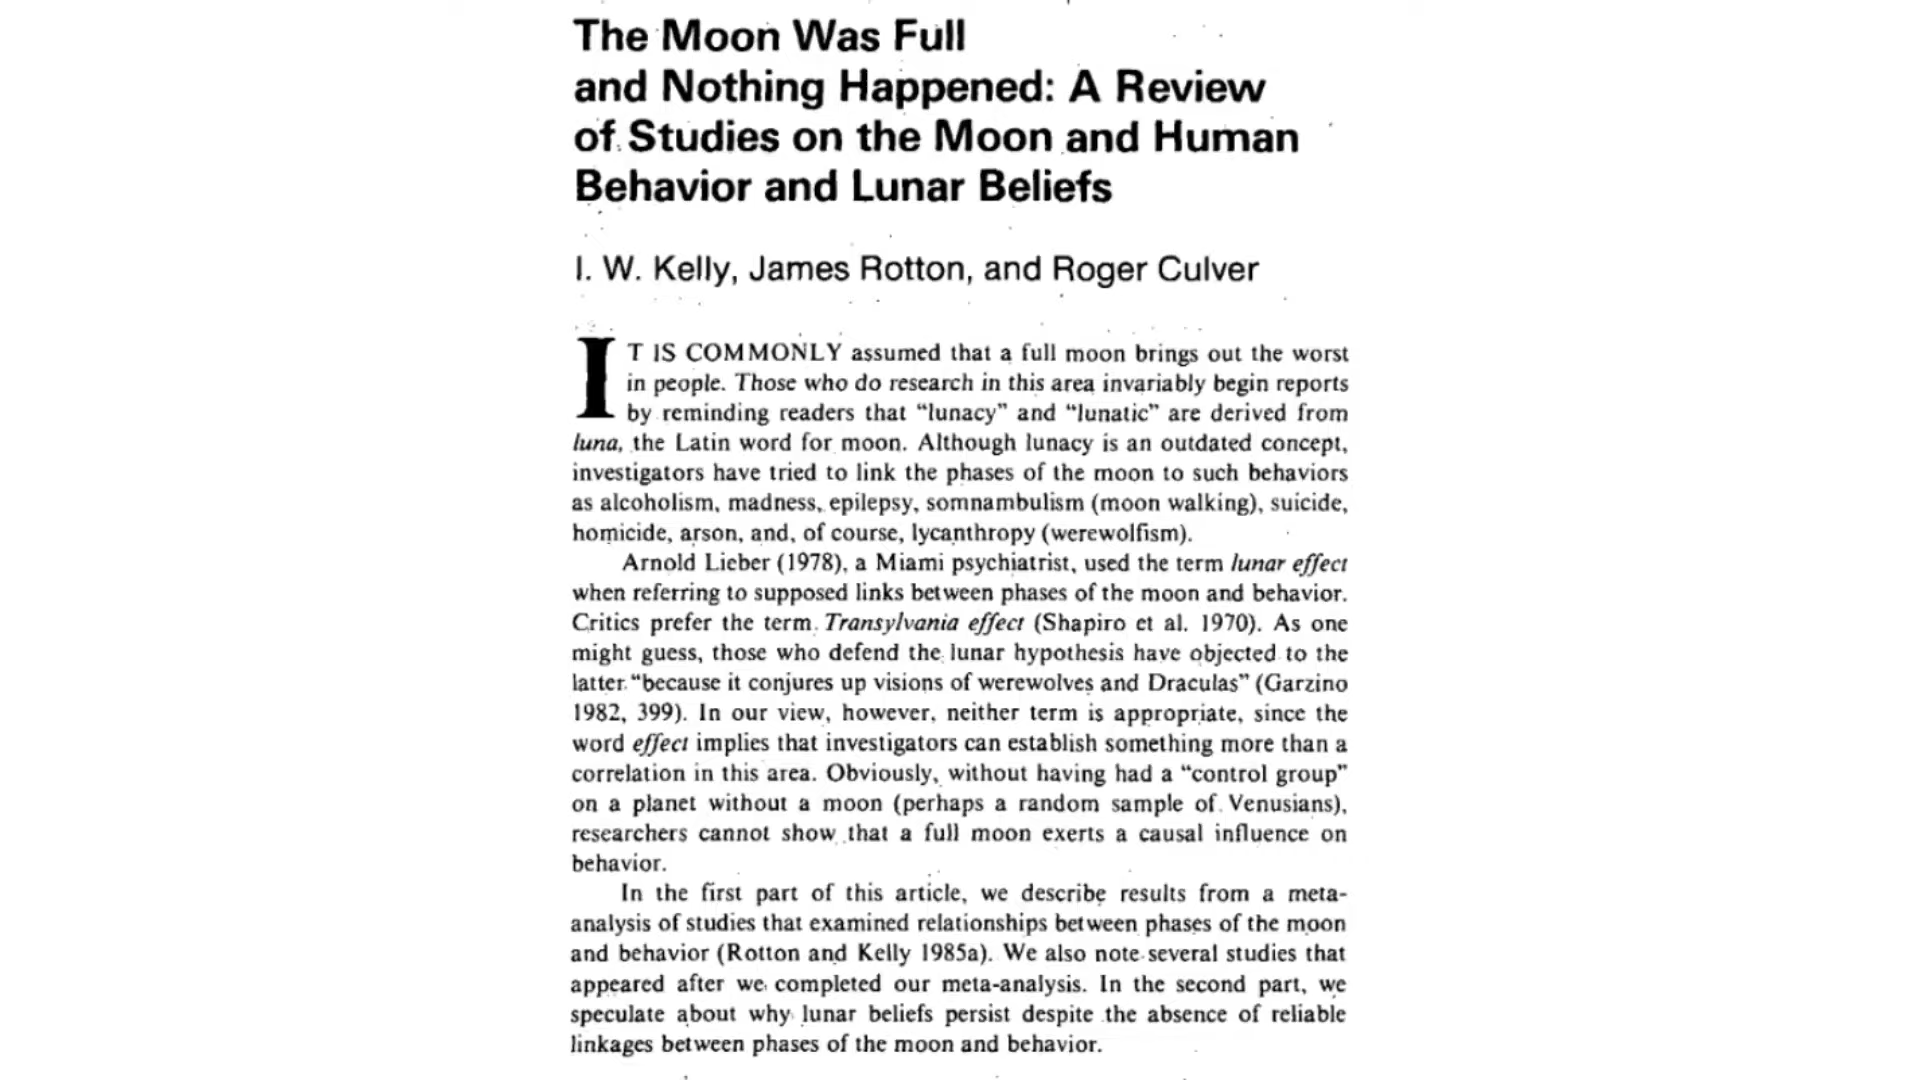 The Moon Was Full
and Nothing Happened: A Review
of Studies on the Moon and Human
Behavior and Lunar Beliefs
I. W. Kelly, James Rotton, and Roger Culver
IT IS COMMONLY assumed that a full moon brings out the worst
in people. Those who do research in this area invariably begin reports
by reminding readers that “lunacy” and “lunatic” are derived from
luna, the Latin word for moon. Although lunacy is an outdated concept,
investigators have tried to link the phases of the moon to such behaviors
as alcoholism, madness, epilepsy, somnambulism (moon walking), suicide,
homicide, arson, and, of course, lycanthropy (werewolfism).
Arnold Lieber (1978), a Miami psychiatrist, used the term lunar effect
when referring to supposed links between phases of the moon and behavior.
Critics prefer the term Transylvania effect (Shapiro et al. 1970). As one
might guess, those who defend the lunar hypothesis have objected to the
latter “because it conjures up visions of werewolves and Draculas” (Garzino
1982, 399). In our view, however, neither term is appropriate, since the
word effect implies that investigators can establish something more than a
correlation in this area. Obviously, without having had a “control group”
on a planet without a moon (perhaps a random sample of Venusians),
researchers cannot show that a full moon exerts a causal influence on
behavior.
In the first part of this article, we describe results from a meta-
analysis of studies that examined relationships between phases of the moon
and behavior (Rotton and Kelly 1985a). We also note several studies that
appeared after we completed our meta-analysis. In the second part, we
speculate about why lunar beliefs persist despite the absence of reliable
linkages between phases of the moon and behavior.